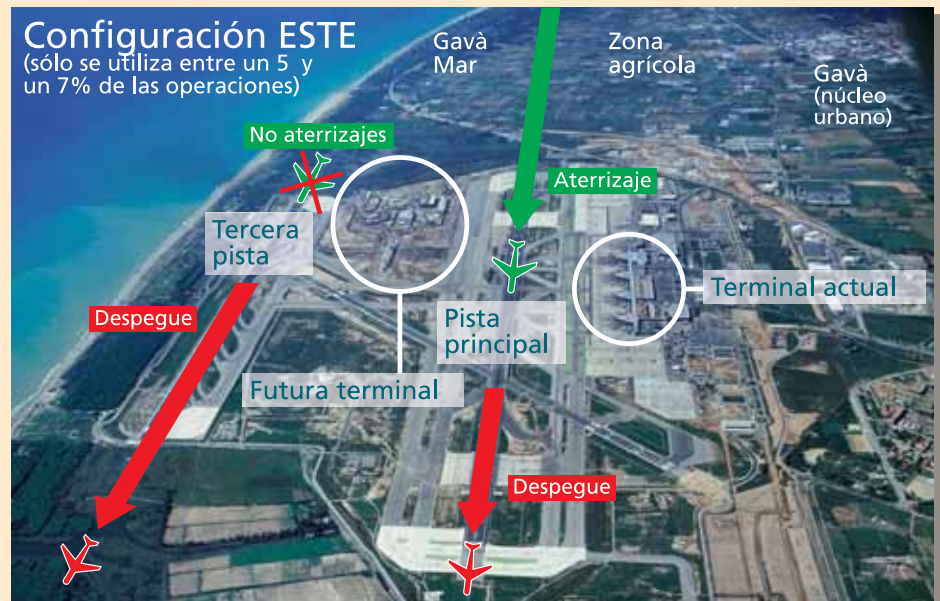 Configuración ESTE
(sólo se utiliza entre un 5 y
un 7% de las operaciones)
Gavà
Mar
Zona
agrícola
Gavà
(núcleo
urbano)
No aterrizajes
Aterrizaje
Tercera
pista
Terminal actual
Despegue
Pista
principal
Futura terminal
Despegue